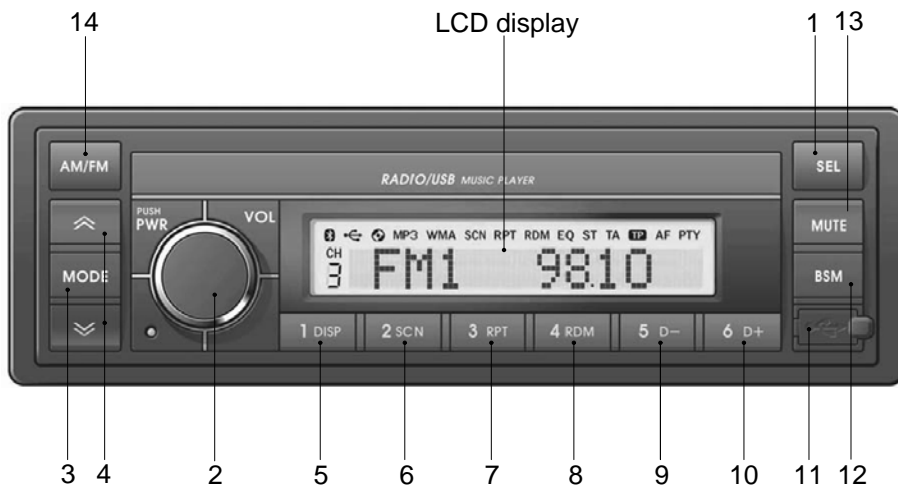 14 LCD display 1 13
AM/FM SEL
RADIO/USB MUSIC PLAYER
PUSH PWR VOL
MUTE
MP3 WMA SCN RPT RDM EQ ST TA TP AF PTY
CH 3 FM1 98.10
MODE BSM
1 DISP 2 SCN 3 RPT 4 RDM 5 D− 6 D+
3 4 2 5 6 7 8 9 10 11 12